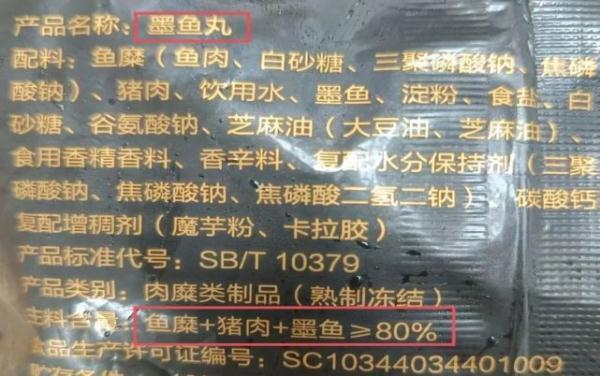 产品名称：墨鱼丸
配料：鱼糜（鱼肉、白砂糖、三聚磷酸钠、焦磷
酸钠）、猪肉、饮用水、墨鱼、淀粉、食盐、白
砂糖、谷氨酸钠、芝麻油（大豆油、芝麻油）、
食用香精香料、香辛料、复配水分保持剂（三聚
磷酸钠、焦磷酸钠、焦磷酸二氢二钠）、碳酸钙
复配增稠剂（魔芋粉、卡拉胶）
产品标准代号：SB/T 10379
产品类别：肉糜类制品（熟制冻结）
主料含量：鱼糜+猪肉+墨鱼≥80%
食品生产许可证编号：SC10344034401009
贮存条件